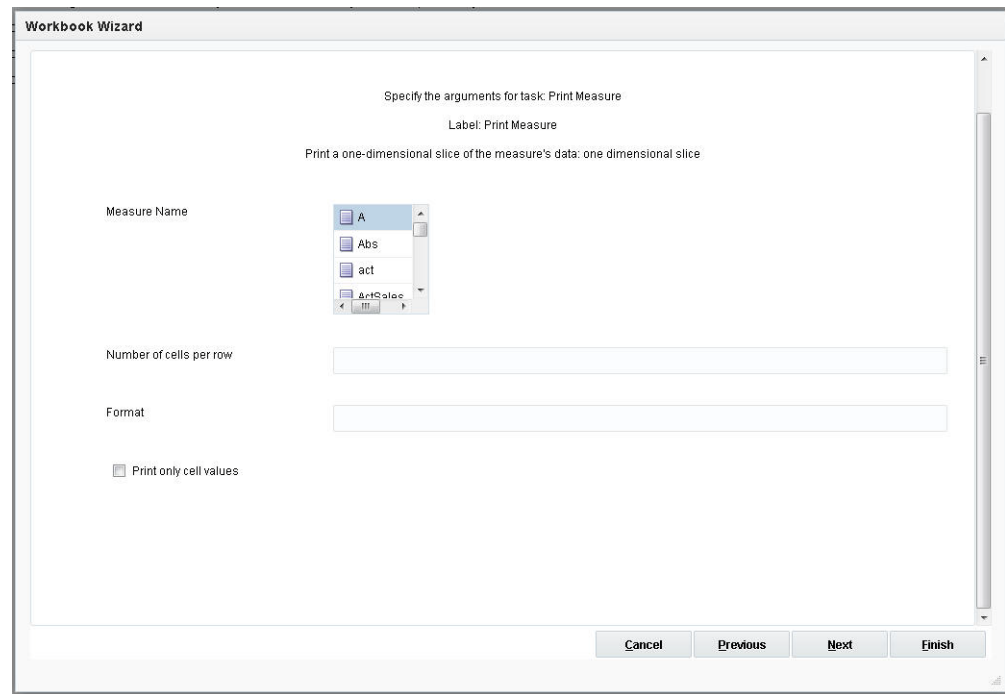 Workbook Wizard
Specify the arguments for task: Print Measure
Label: Print Measure
Print a one-dimensional slice of the measure's data: one dimensional slice
Measure Name
A
Abs
act
ActSales
Number of cells per row
Format
Print only cell values
Cancel Previous Next Finish